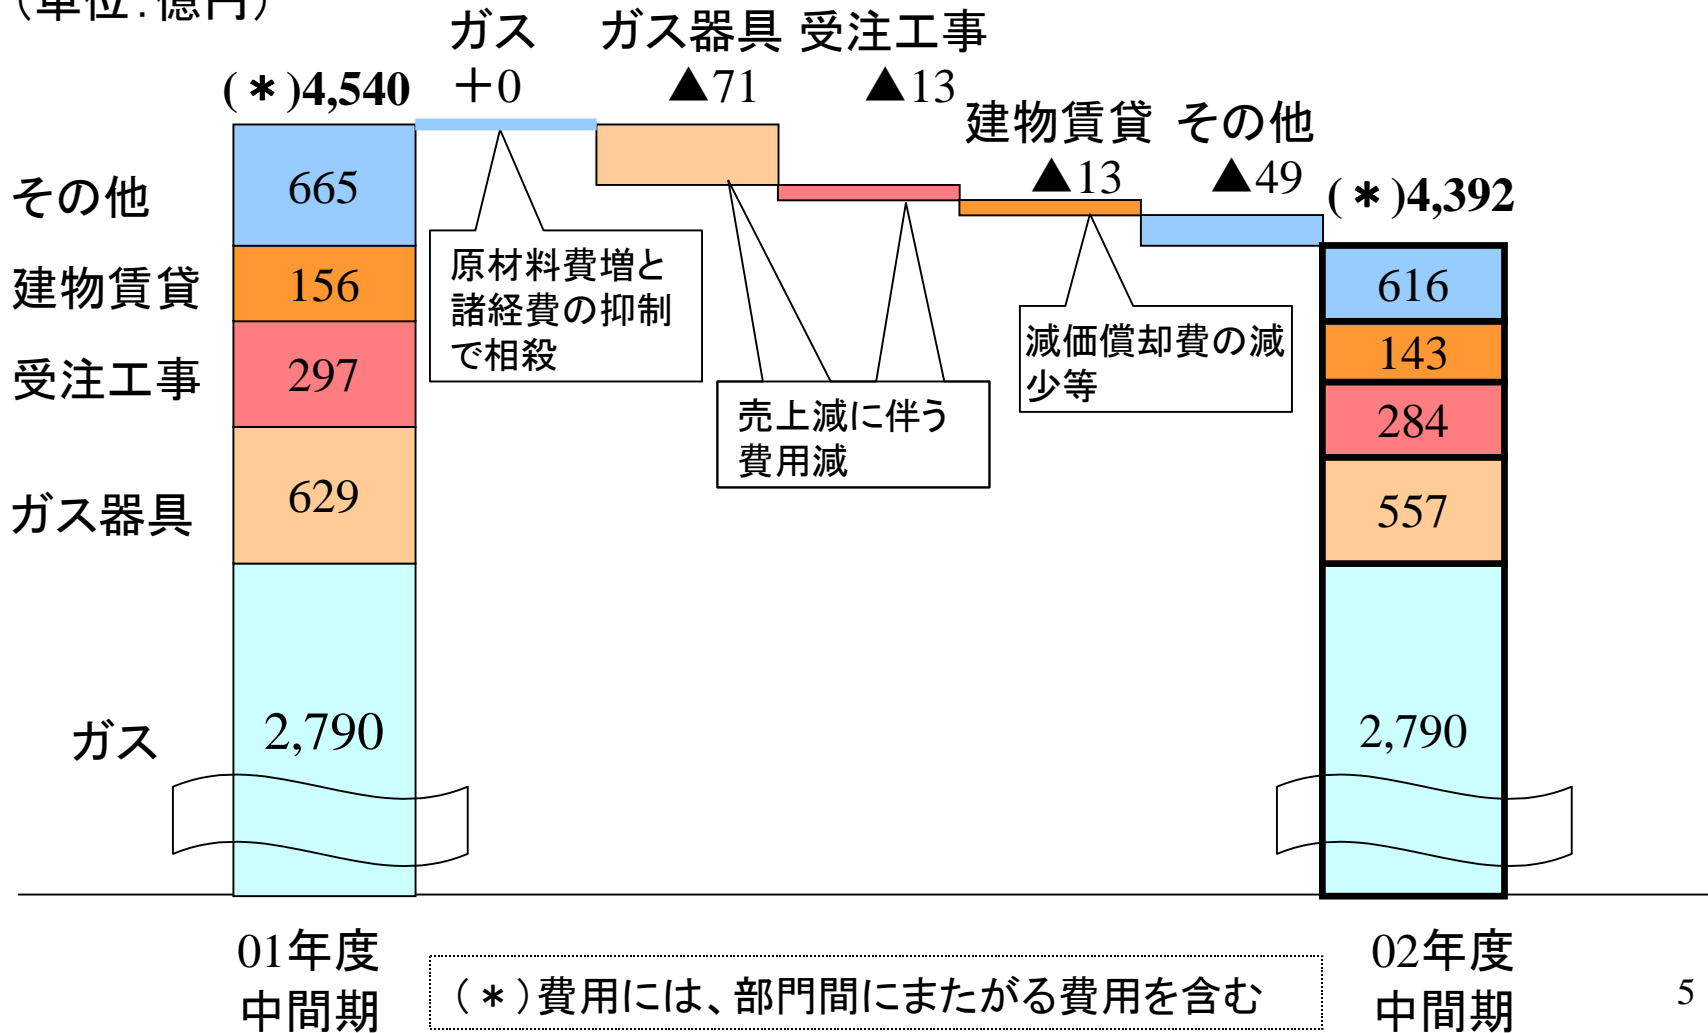 (単位:億円)
ガス ガス器具 受注工事
(＊)4,540 ＋0 ▲71 ▲13
建物賃貸 その他
▲13 ▲49
(＊)4,392
その他
665
建物賃貸
156
受注工事
297
ガス器具
629
ガス
2,790
原材料費増と
諸経費の抑制
で相殺
売上減に伴う
費用減
減価償却費の減
少等
616
143
284
557
2,790
01年度
中間期
(＊)費用には、部門間にまたがる費用を含む
02年度
中間期
5